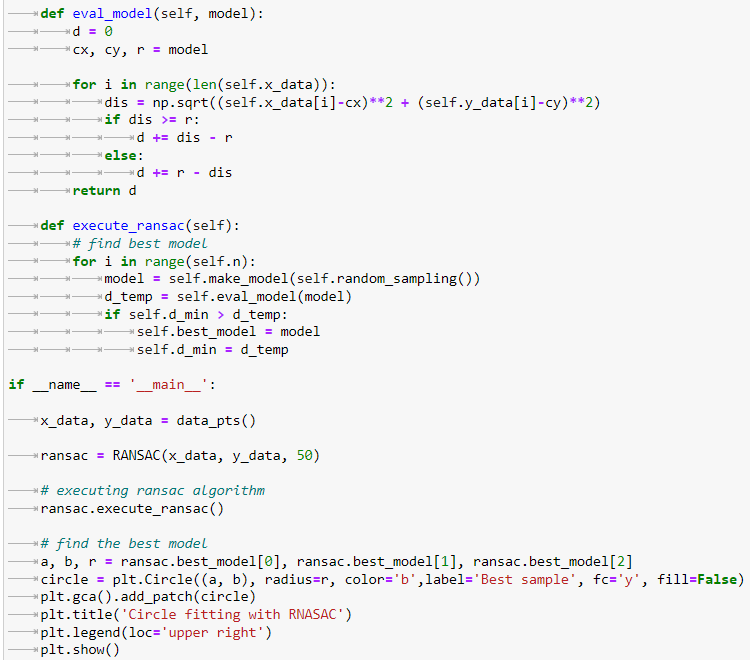 def eval_model(self, model):
d = 0
cx, cy, r = model
for i in range(len(self.x_data)):
dis = np.sqrt((self.x_data[i]-cx)**2 + (self.y_data[i]-cy)**2)
if dis >= r:
d += dis - r
else:
d += r - dis
return d
def execute_ransac(self):
# find best model
for i in range(self.n):
model = self.make_model(self.random_sampling())
d_temp = self.eval_model(model)
if self.d_min > d_temp:
self.best_model = model
self.d_min = d_temp
if __name__ == '__main__':
x_data, y_data = data_pts()
ransac = RANSAC(x_data, y_data, 50)
# executing ransac algorithm
ransac.execute_ransac()
# find the best model
a, b, r = ransac.best_model[0], ransac.best_model[1], ransac.best_model[2]
circle = plt.Circle((a, b), radius=r, color='b',label='Best sample', fc='y', fill=False)
plt.gca().add_patch(circle)
plt.title('Circle fitting with RNASAC')
plt.legend(loc='upper right')
plt.show()